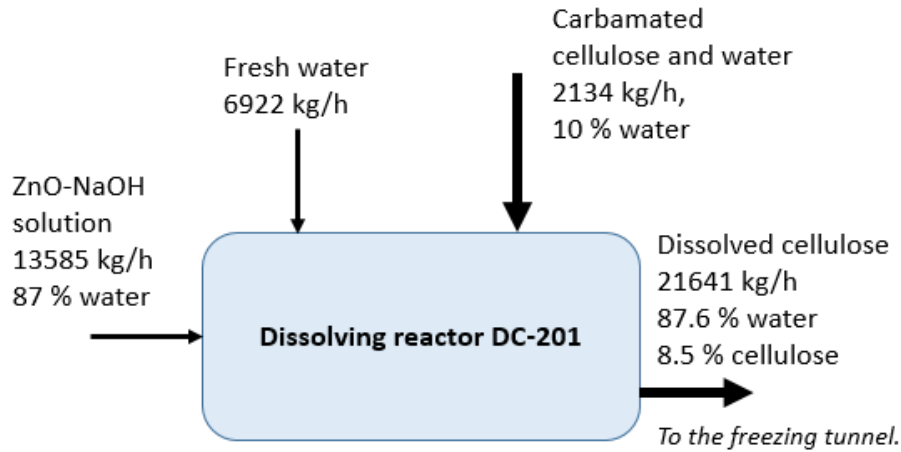 Carbamated
cellulose and water
2134 kg/h,
10 % water
Fresh water
6922 kg/h
ZnO-NaOH
solution
13585 kg/h
87 % water
Dissolving reactor DC-201
Dissolved cellulose
21641 kg/h
87.6 % water
8.5 % cellulose
To the freezing tunnel.